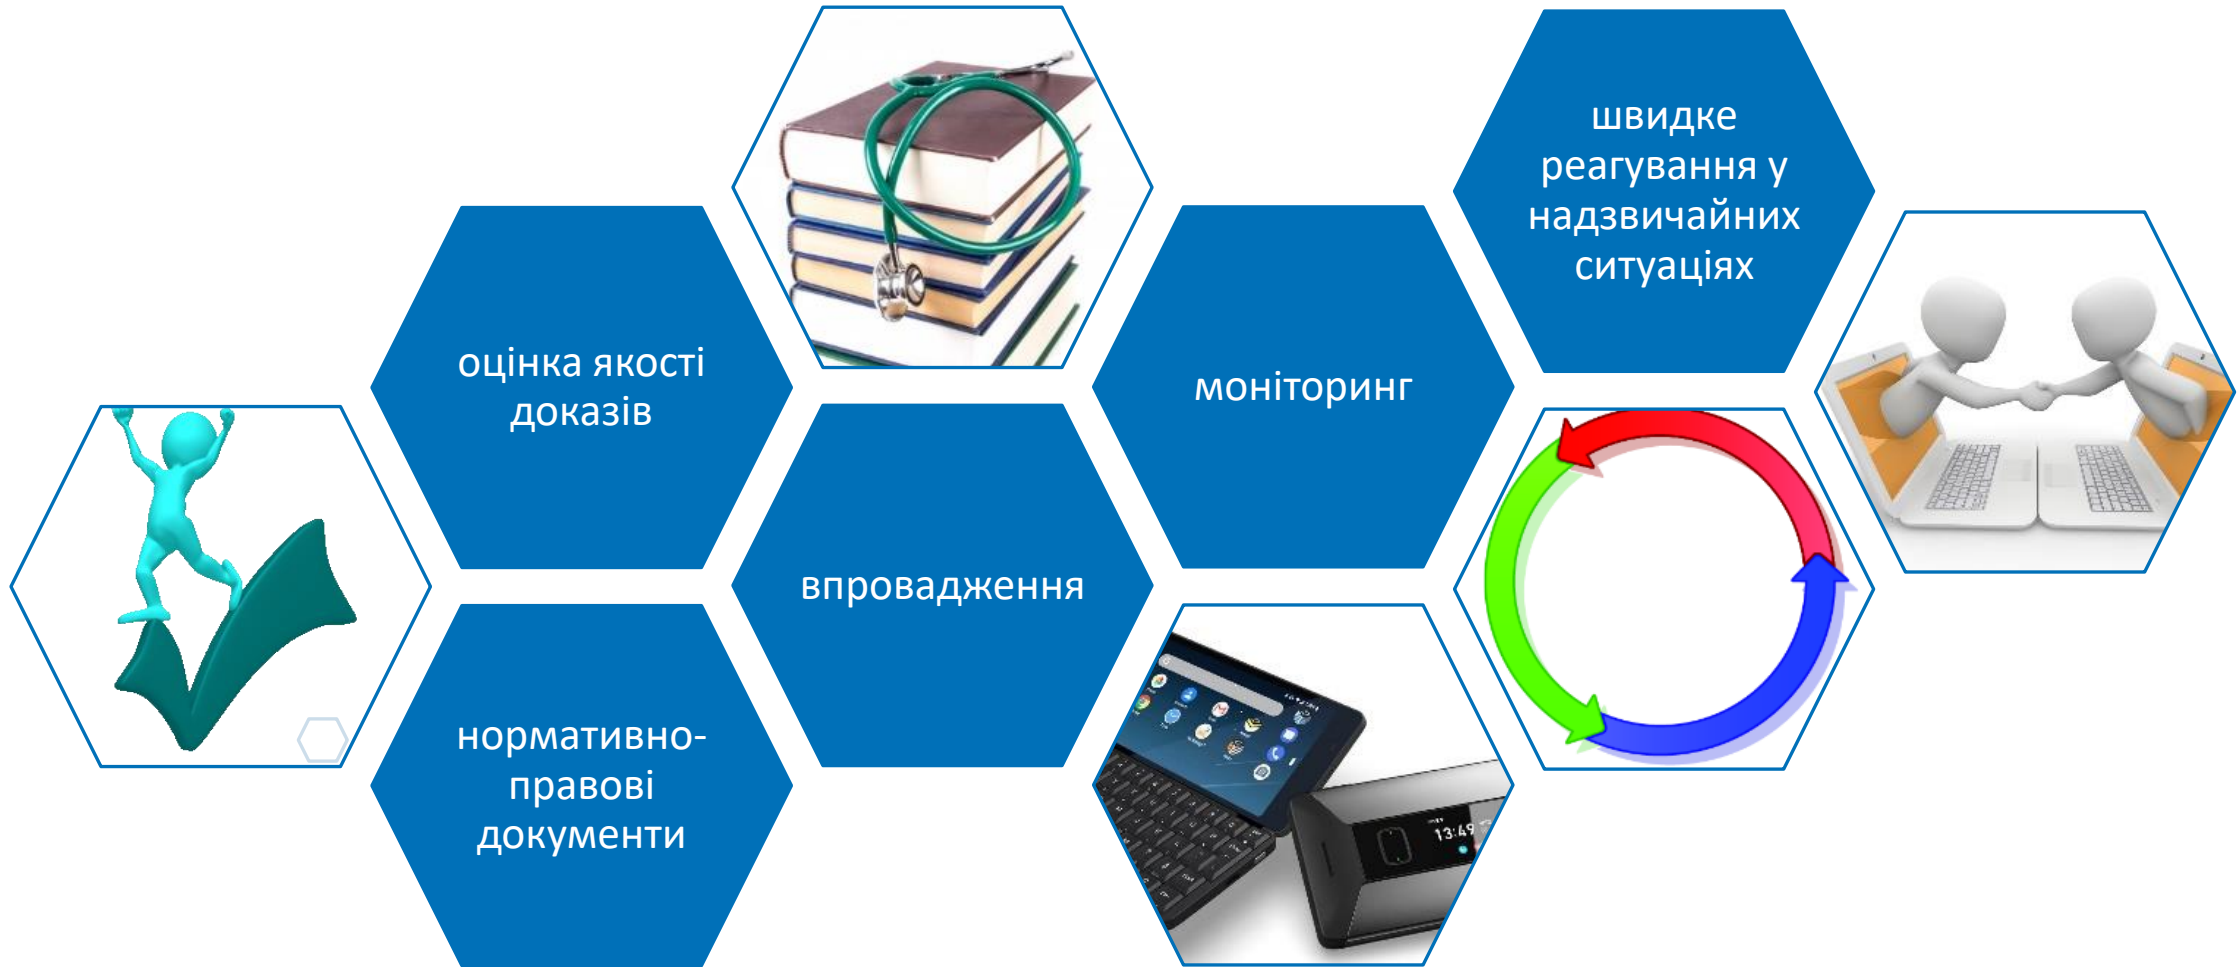 оцінка якості
доказів
нормативно-
правові
документи
впровадження
моніторинг
швидке
реагування у
надзвичайних
ситуаціях
13:49